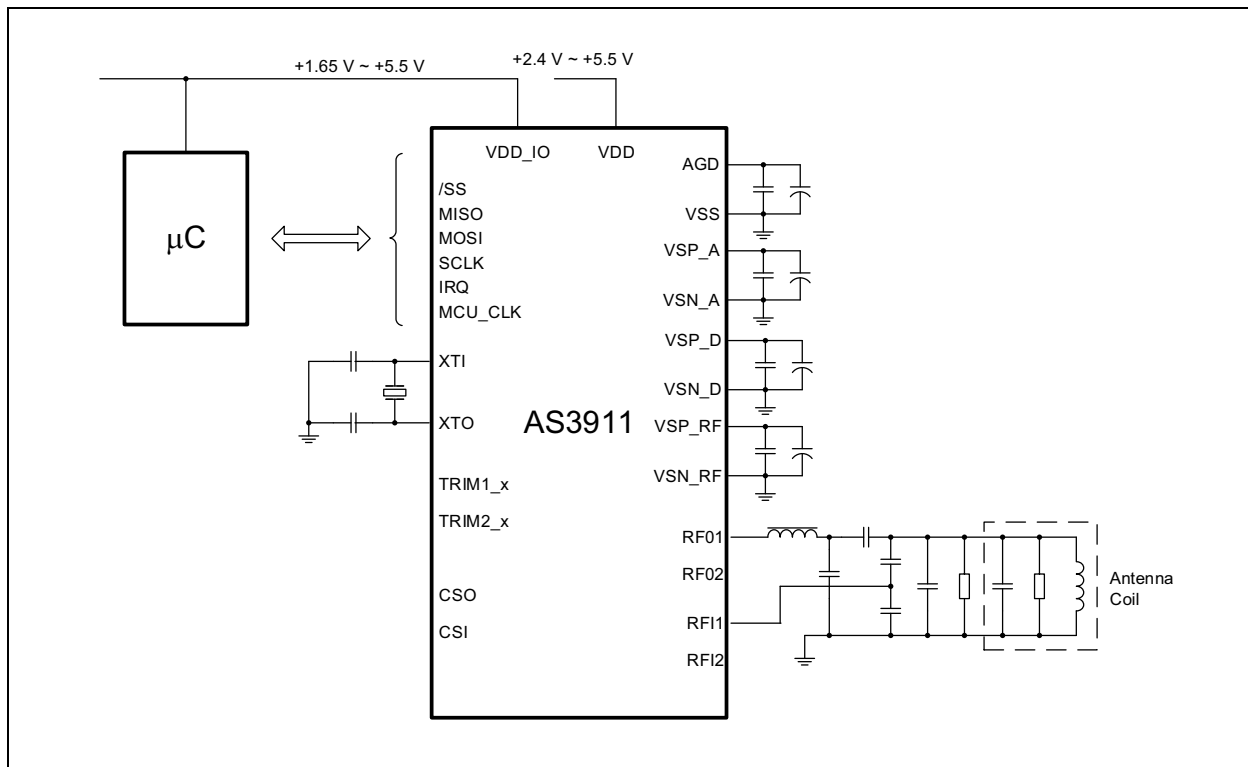 +1.65 V ~ +5.5 V
+2.4 V ~ +5.5 V
VDD_IO
VDD
μC
/SS
MISO
MOSI
SCLK
IRQ
MCU_CLK
XTI
XTO
TRIM1_x
TRIM2_x
CSO
CSI
AS3911
AGD
VSS
VSP_A
VSN_A
VSP_D
VSN_D
VSP_RF
VSN_RF
RF01
RF02
RFI1
RFI2
Antenna
Coil